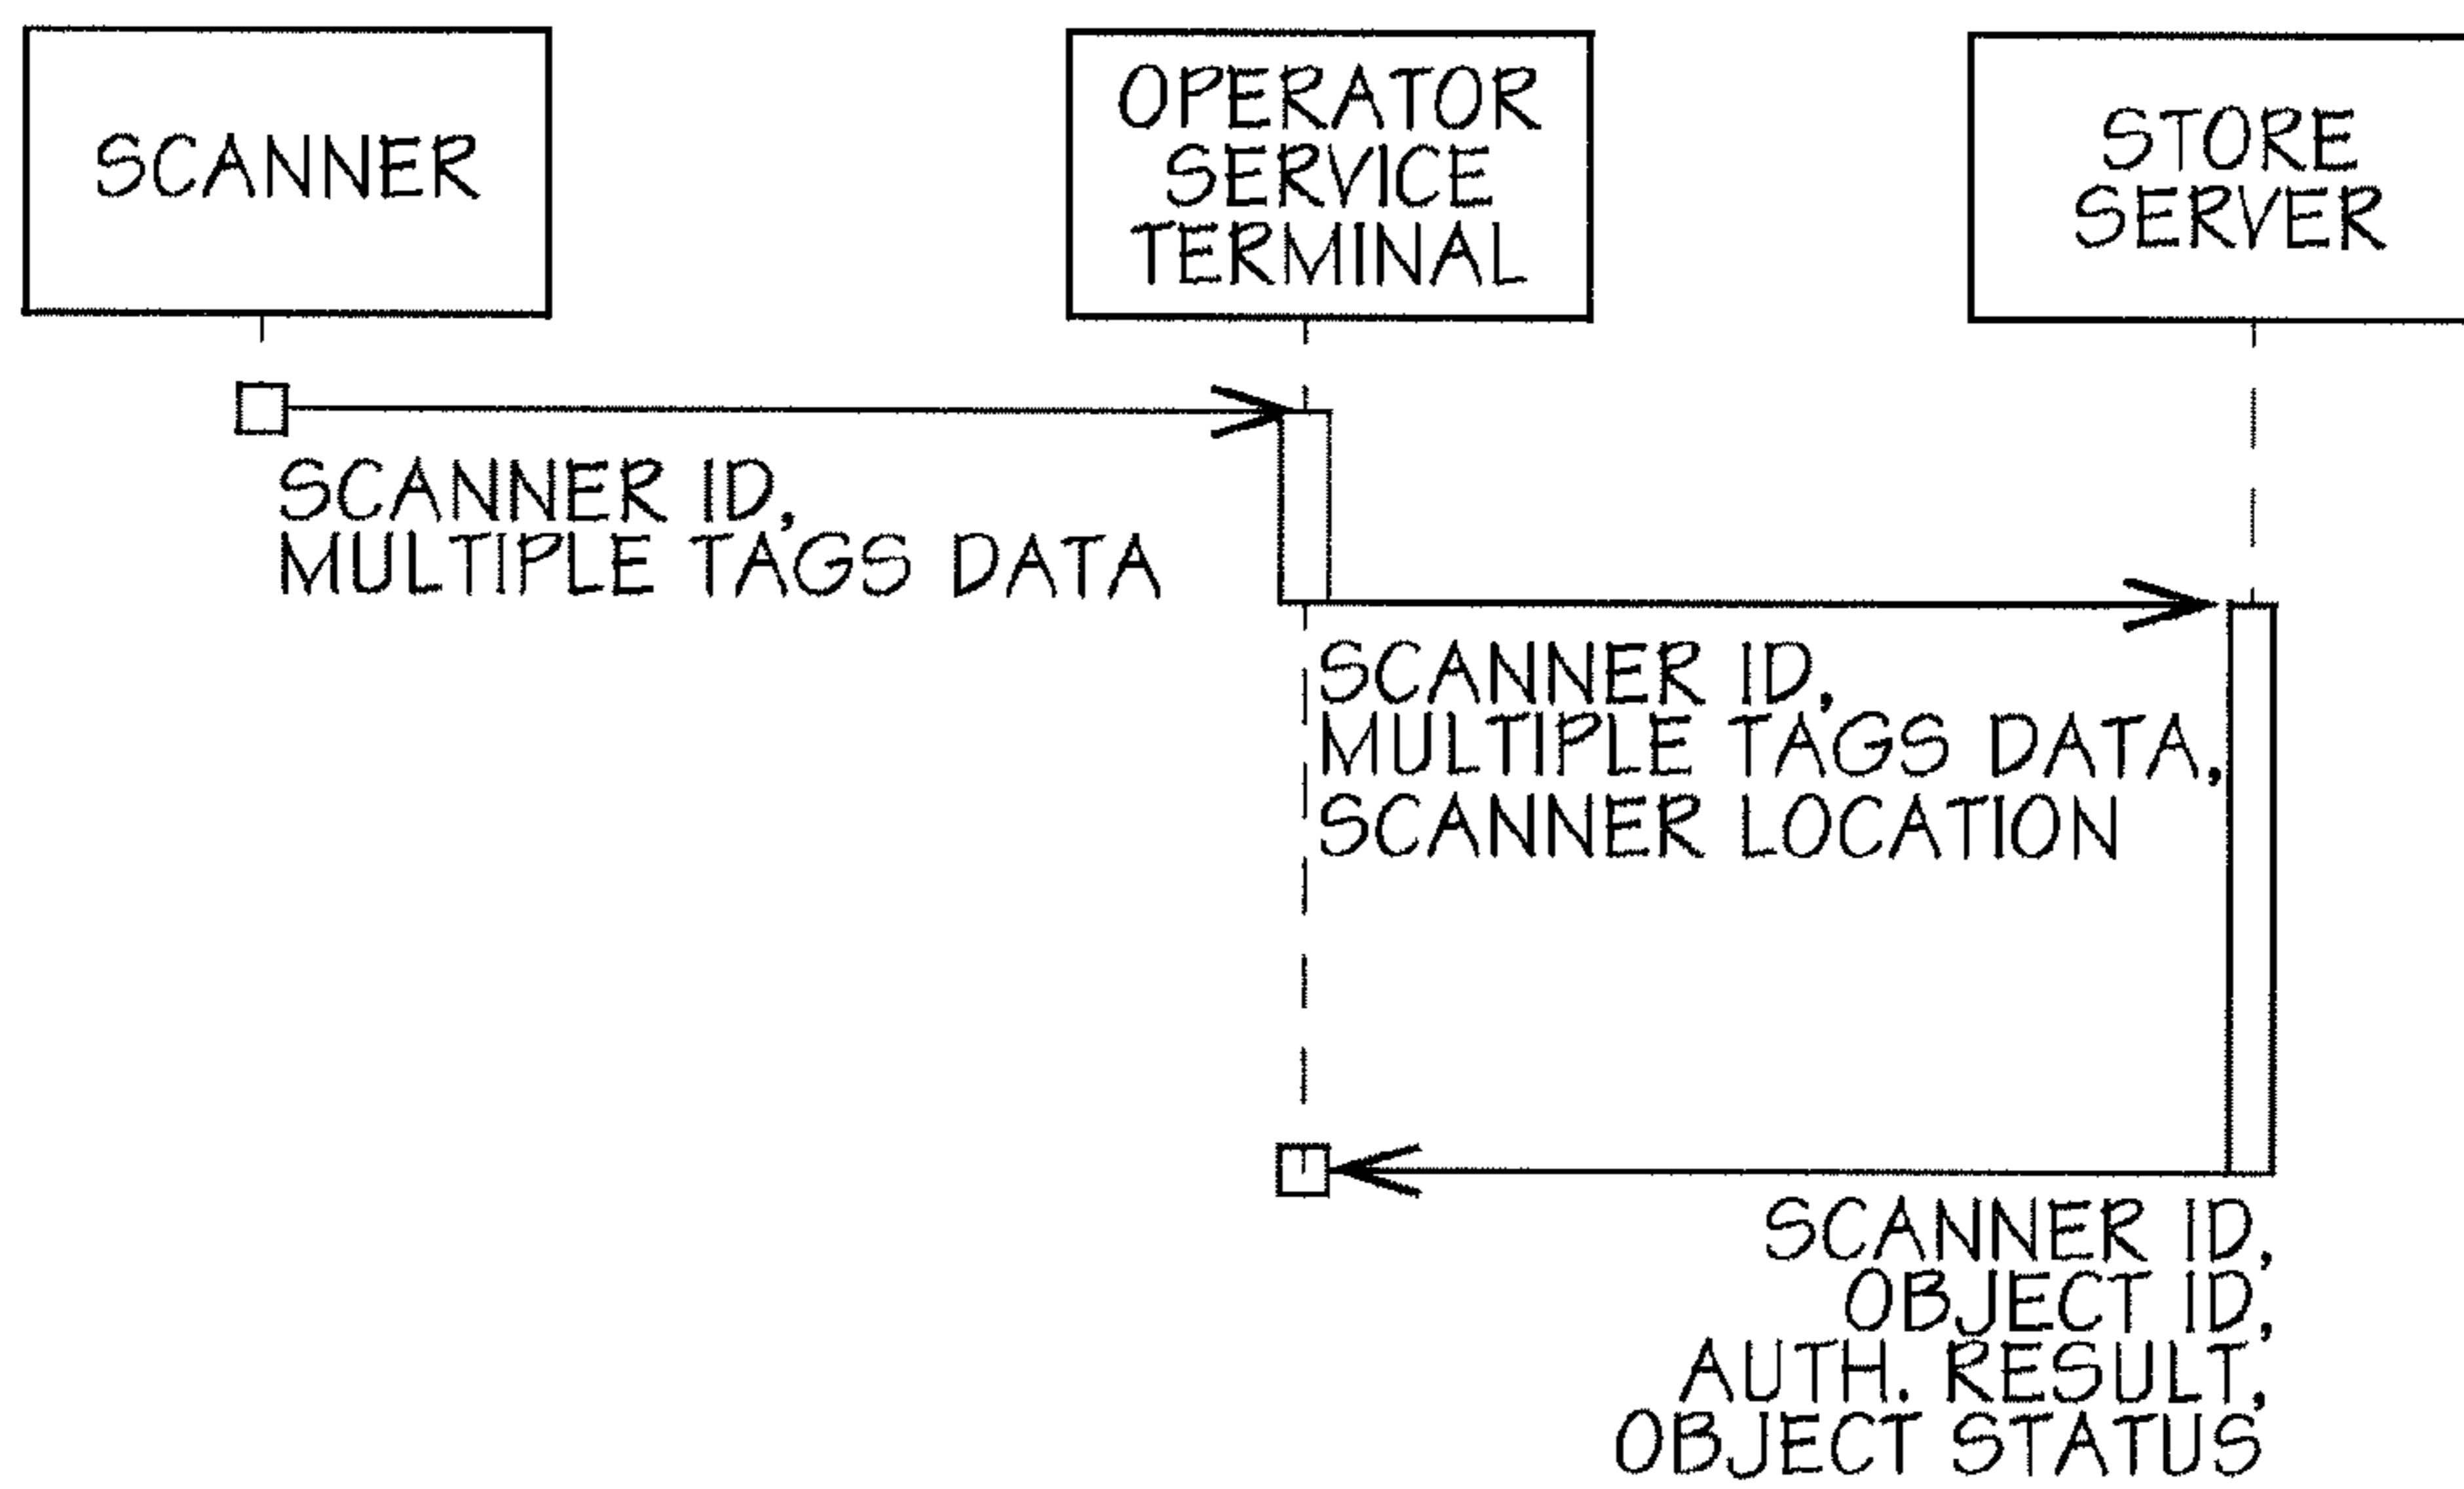 SCANNER
OPERATOR
SERVICE
TERMINAL
STORE
SERVER
SCANNER ID,
MULTIPLE TAGS DATA
SCANNER ID,
MULTIPLE TAGS DATA,
SCANNER LOCATION
SCANNER ID,
OBJECT ID,
AUTH. RESULT,
OBJECT STATUS